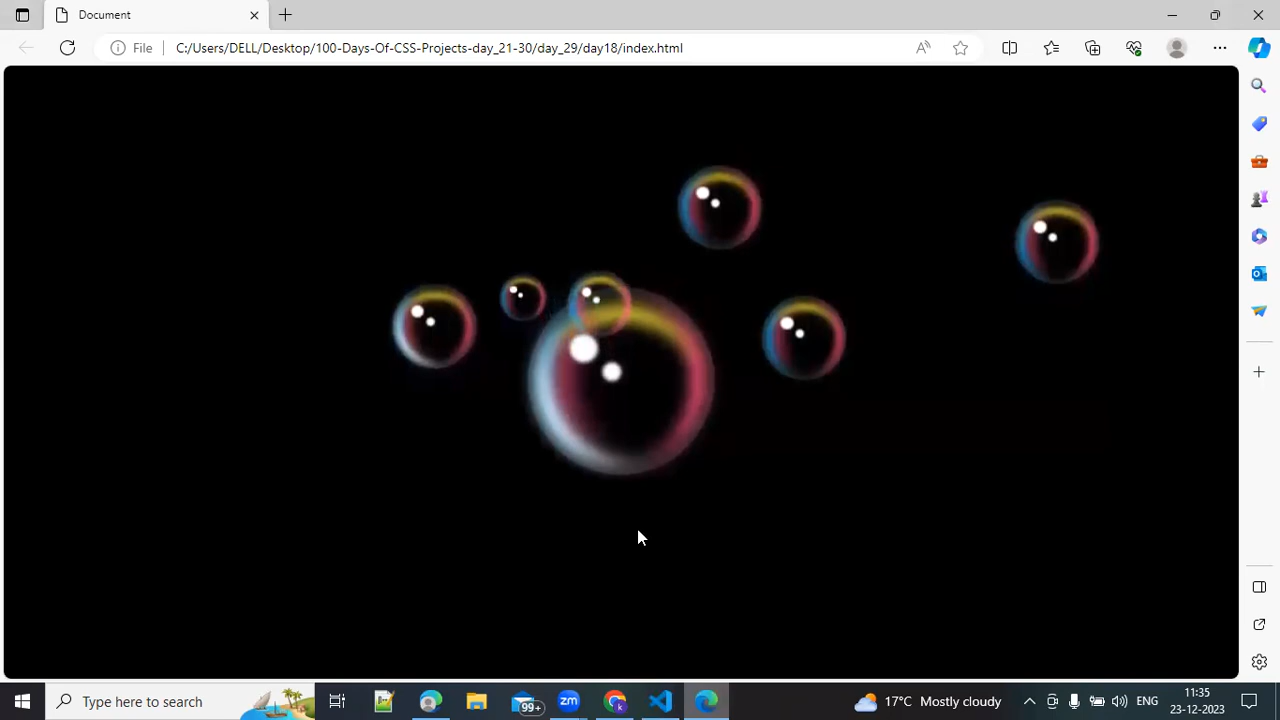 Document
File
C:/Users/DELL/Desktop/100-Days-Of-CSS-Projects-day_21-30/day_29/day18/index.html
Type here to search
99+
zm
k
17°C Mostly cloudy
ENG
11:35
23-12-2023